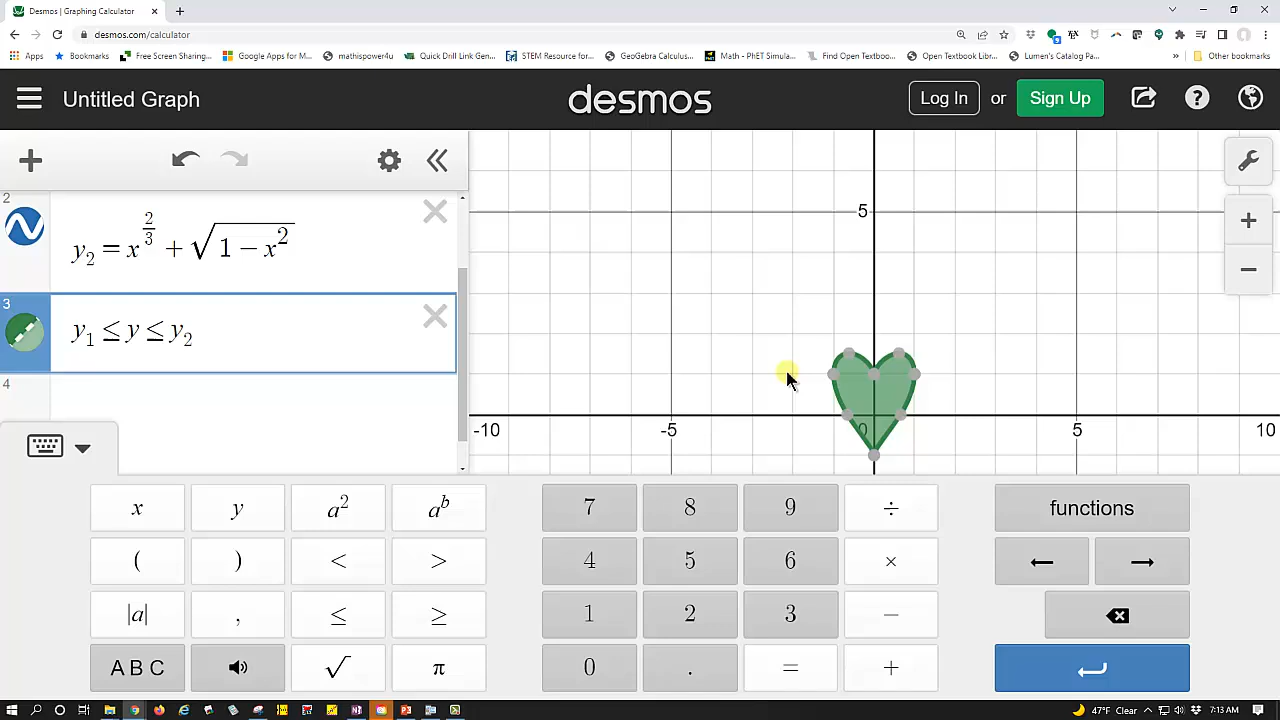 Desmos | Graphing Calculator
desmos.com/calculator
Apps Bookmarks Free Screen Sharing... Google Apps for M... mathispower4u Quick Drill Link Gen... STEM Resource for... GeoGebra Calculus... Math - PhET Simula... Find Open Textboo... Open Textbook Lib... Lumen's Catalog Pa... » Other bookmarks
Untitled Graph desmos Log In or Sign Up
2
y₂ = x^(2/3) + √(1 − x²)
3
y₁ ≤ y ≤ y₂
4
5
-10 -5 0 5 10
x y a² a^b 7 8 9 ÷ functions
( ) < > 4 5 6 × ← →
|a| , ≤ ≥ 1 2 3 −
A B C √ π 0 . = +
47°F Clear 7:13 AM